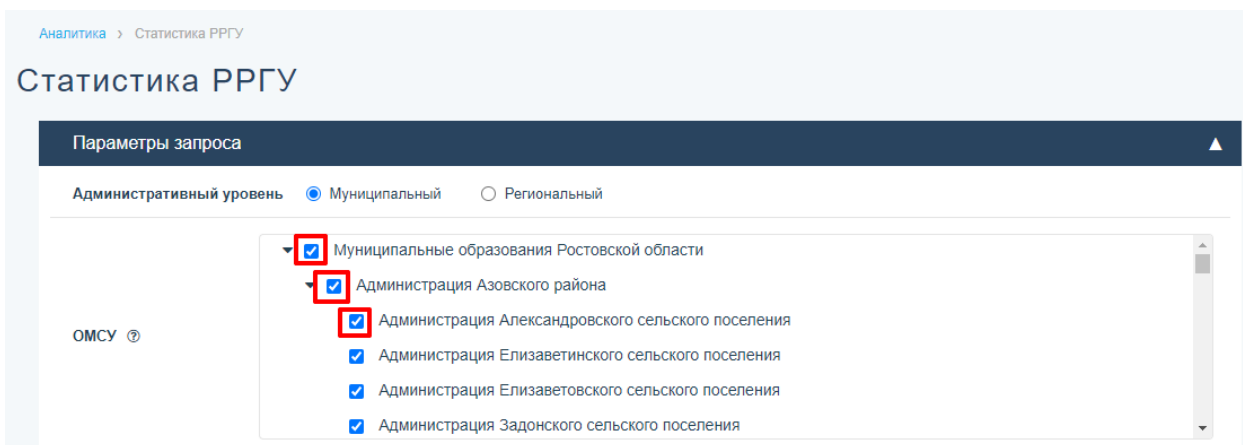 Аналитика › Статистика РРГУ
Статистика РРГУ
Параметры запроса
Административный уровень Муниципальный Региональный
Муниципальные образования Ростовской области
Администрация Азовского района
Администрация Александровского сельского поселения
ОМСУ ?
Администрация Елизаветинского сельского поселения
Администрация Елизаветовского сельского поселения
Администрация Задонского сельского поселения